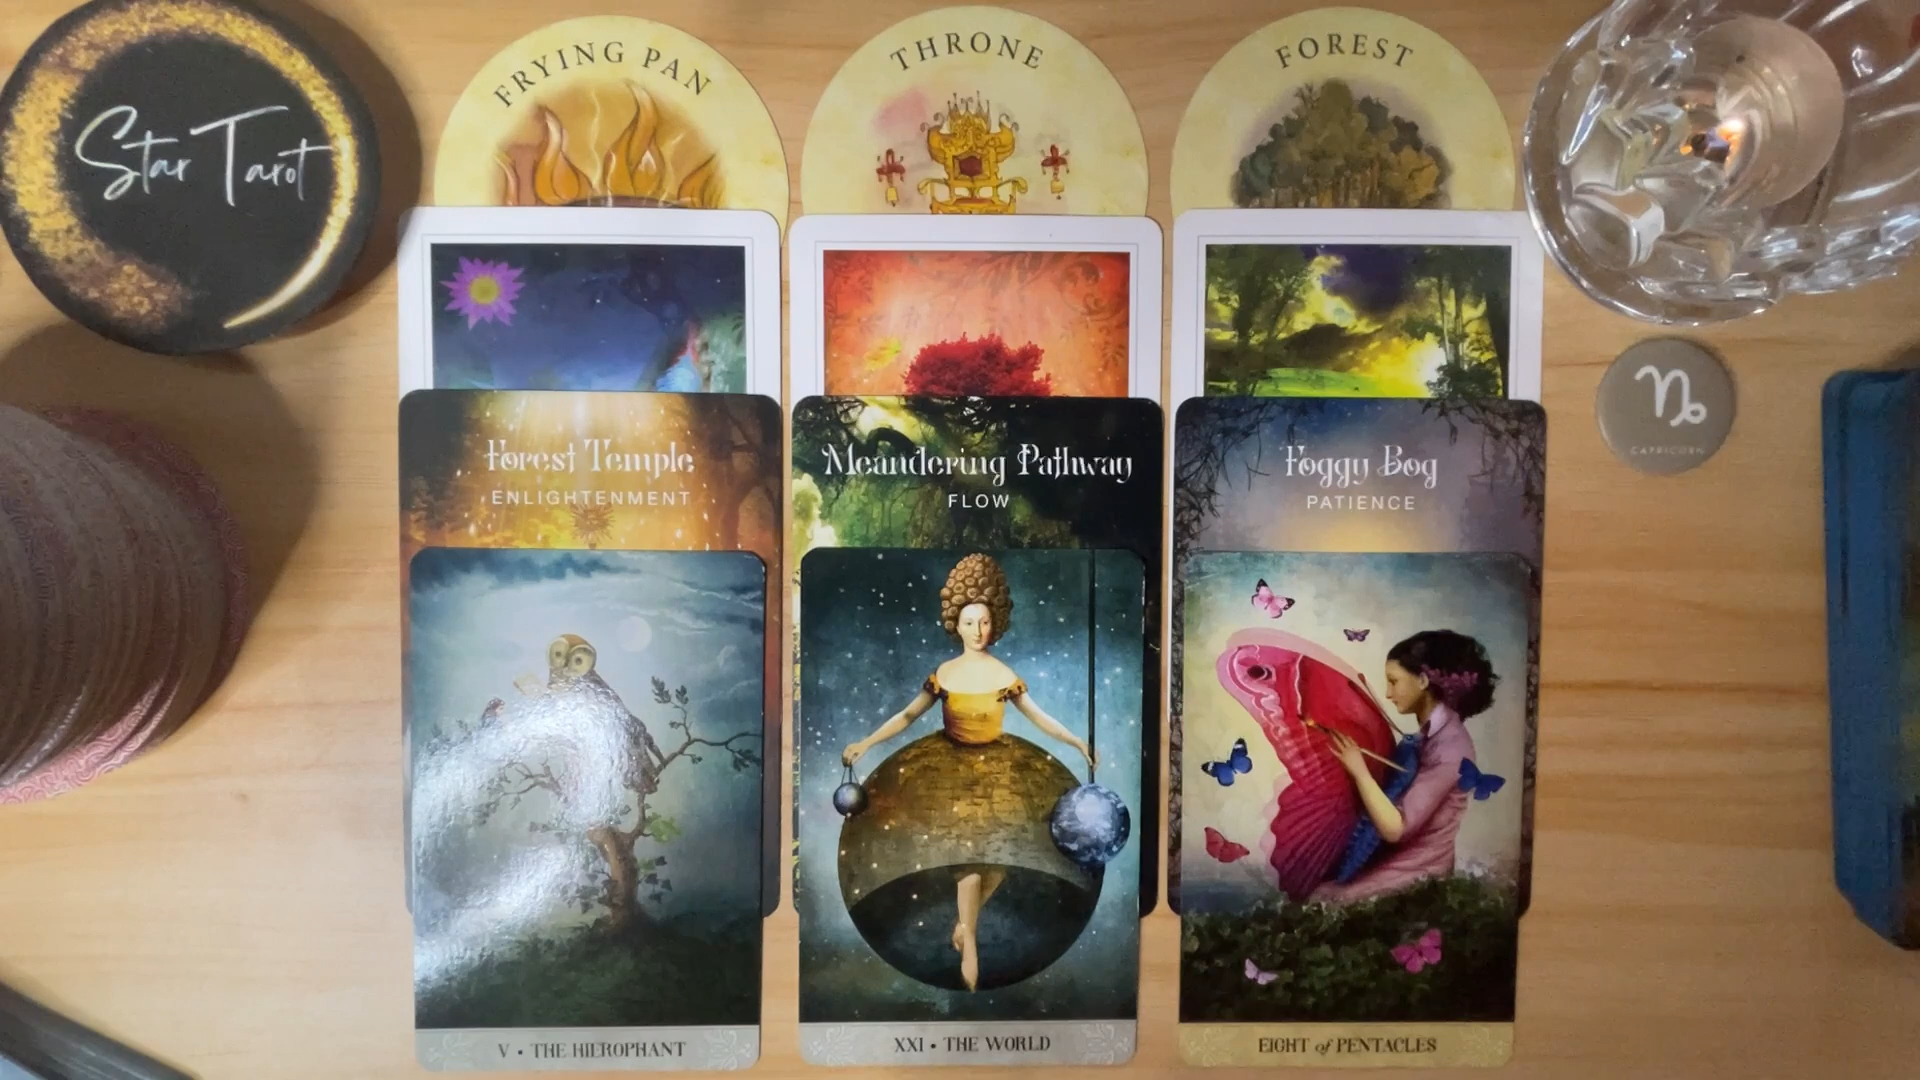 Star Tarot
FRYING PAN
THRONE
FOREST
CAPRICORN
Forest Temple
ENLIGHTENMENT
Meandering Pathway
FLOW
Foggy Bog
PATIENCE
V • THE HIEROPHANT
XXI • THE WORLD
EIGHT of PENTACLES